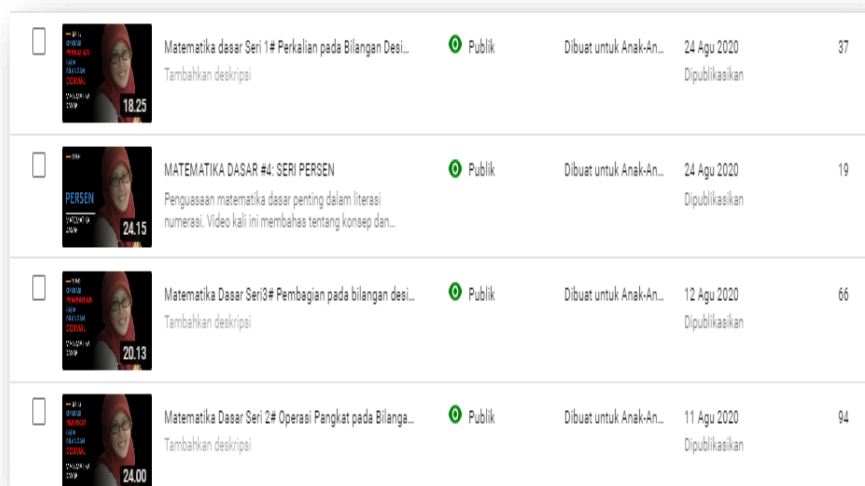 Matematika dasar Seri 1# Perkalian pada Bilangan Desi...
Tambahkan deskripsi
18.25
Publik
Dibuat untuk Anak-An...
24 Agu 2020
Dipublikasikan
37
PERSEN
24.15
MATEMATIKA DASAR #4: SERI PERSEN
Penguasaan matematika dasar penting dalam literasi
numerasi. Video kali ini membahas tentang konsep dan...
Publik
Dibuat untuk Anak-An...
24 Agu 2020
Dipublikasikan
19
20.13
Matematika Dasar Seri3# Pembagian pada bilangan desi...
Tambahkan deskripsi
Publik
Dibuat untuk Anak-An...
12 Agu 2020
Dipublikasikan
66
24.00
Matematika Dasar Seri 2# Operasi Pangkat pada Bilanga...
Tambahkan deskripsi
Publik
Dibuat untuk Anak-An...
11 Agu 2020
Dipublikasikan
94